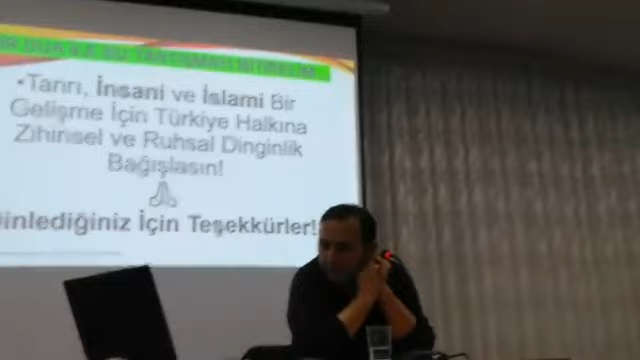 •Tanrı, İnsani ve İslami Bir
Gelişme İçin Türkiye Halkına
Zihinsel ve Ruhsal Dinginlik
Bağışlasın!
inlediğiniz İçin Teşekkürler!